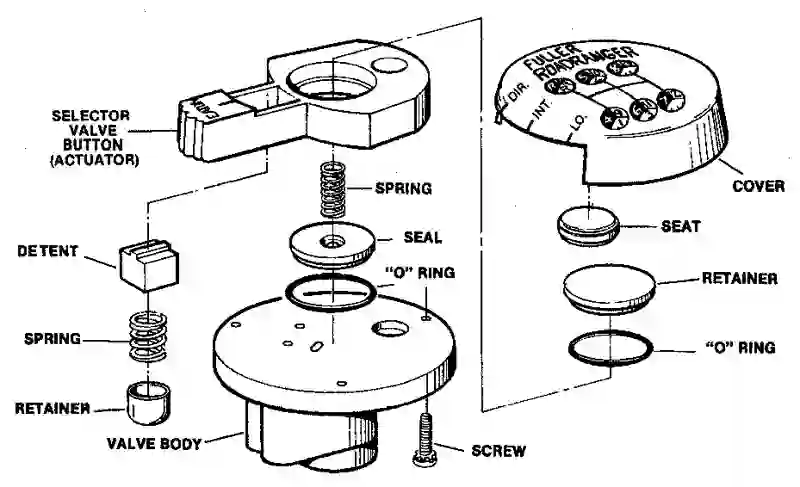 FULLER
ROADRANGER
DIR.
INT.
LO.
SELECTOR
VALVE
BUTTON
(ACTUATOR)
SPRING
COVER
SEAL
SEAT
DETENT
"O" RING
RETAINER
SPRING
"O" RING
RETAINER
VALVE BODY
SCREW